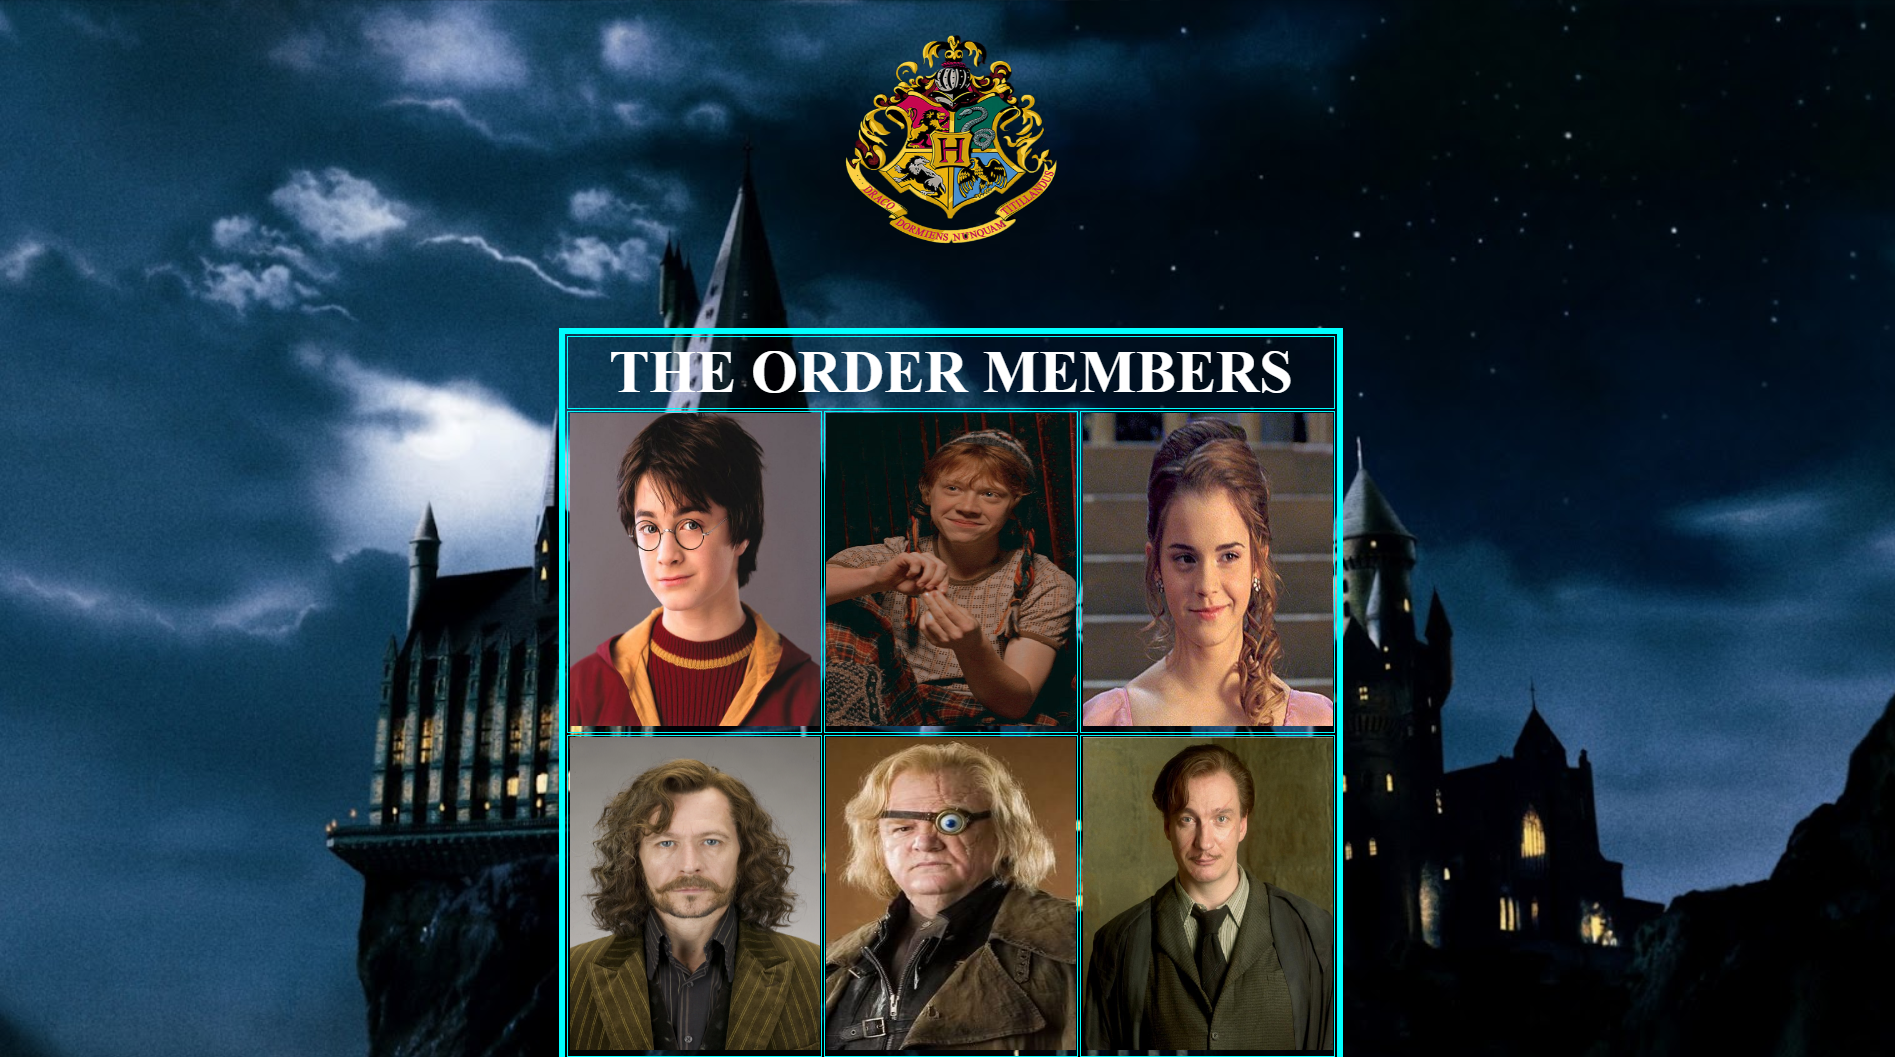 H
DRACO
DORMIENS NUNQUAM
TITILLANDUS
THE ORDER MEMBERS